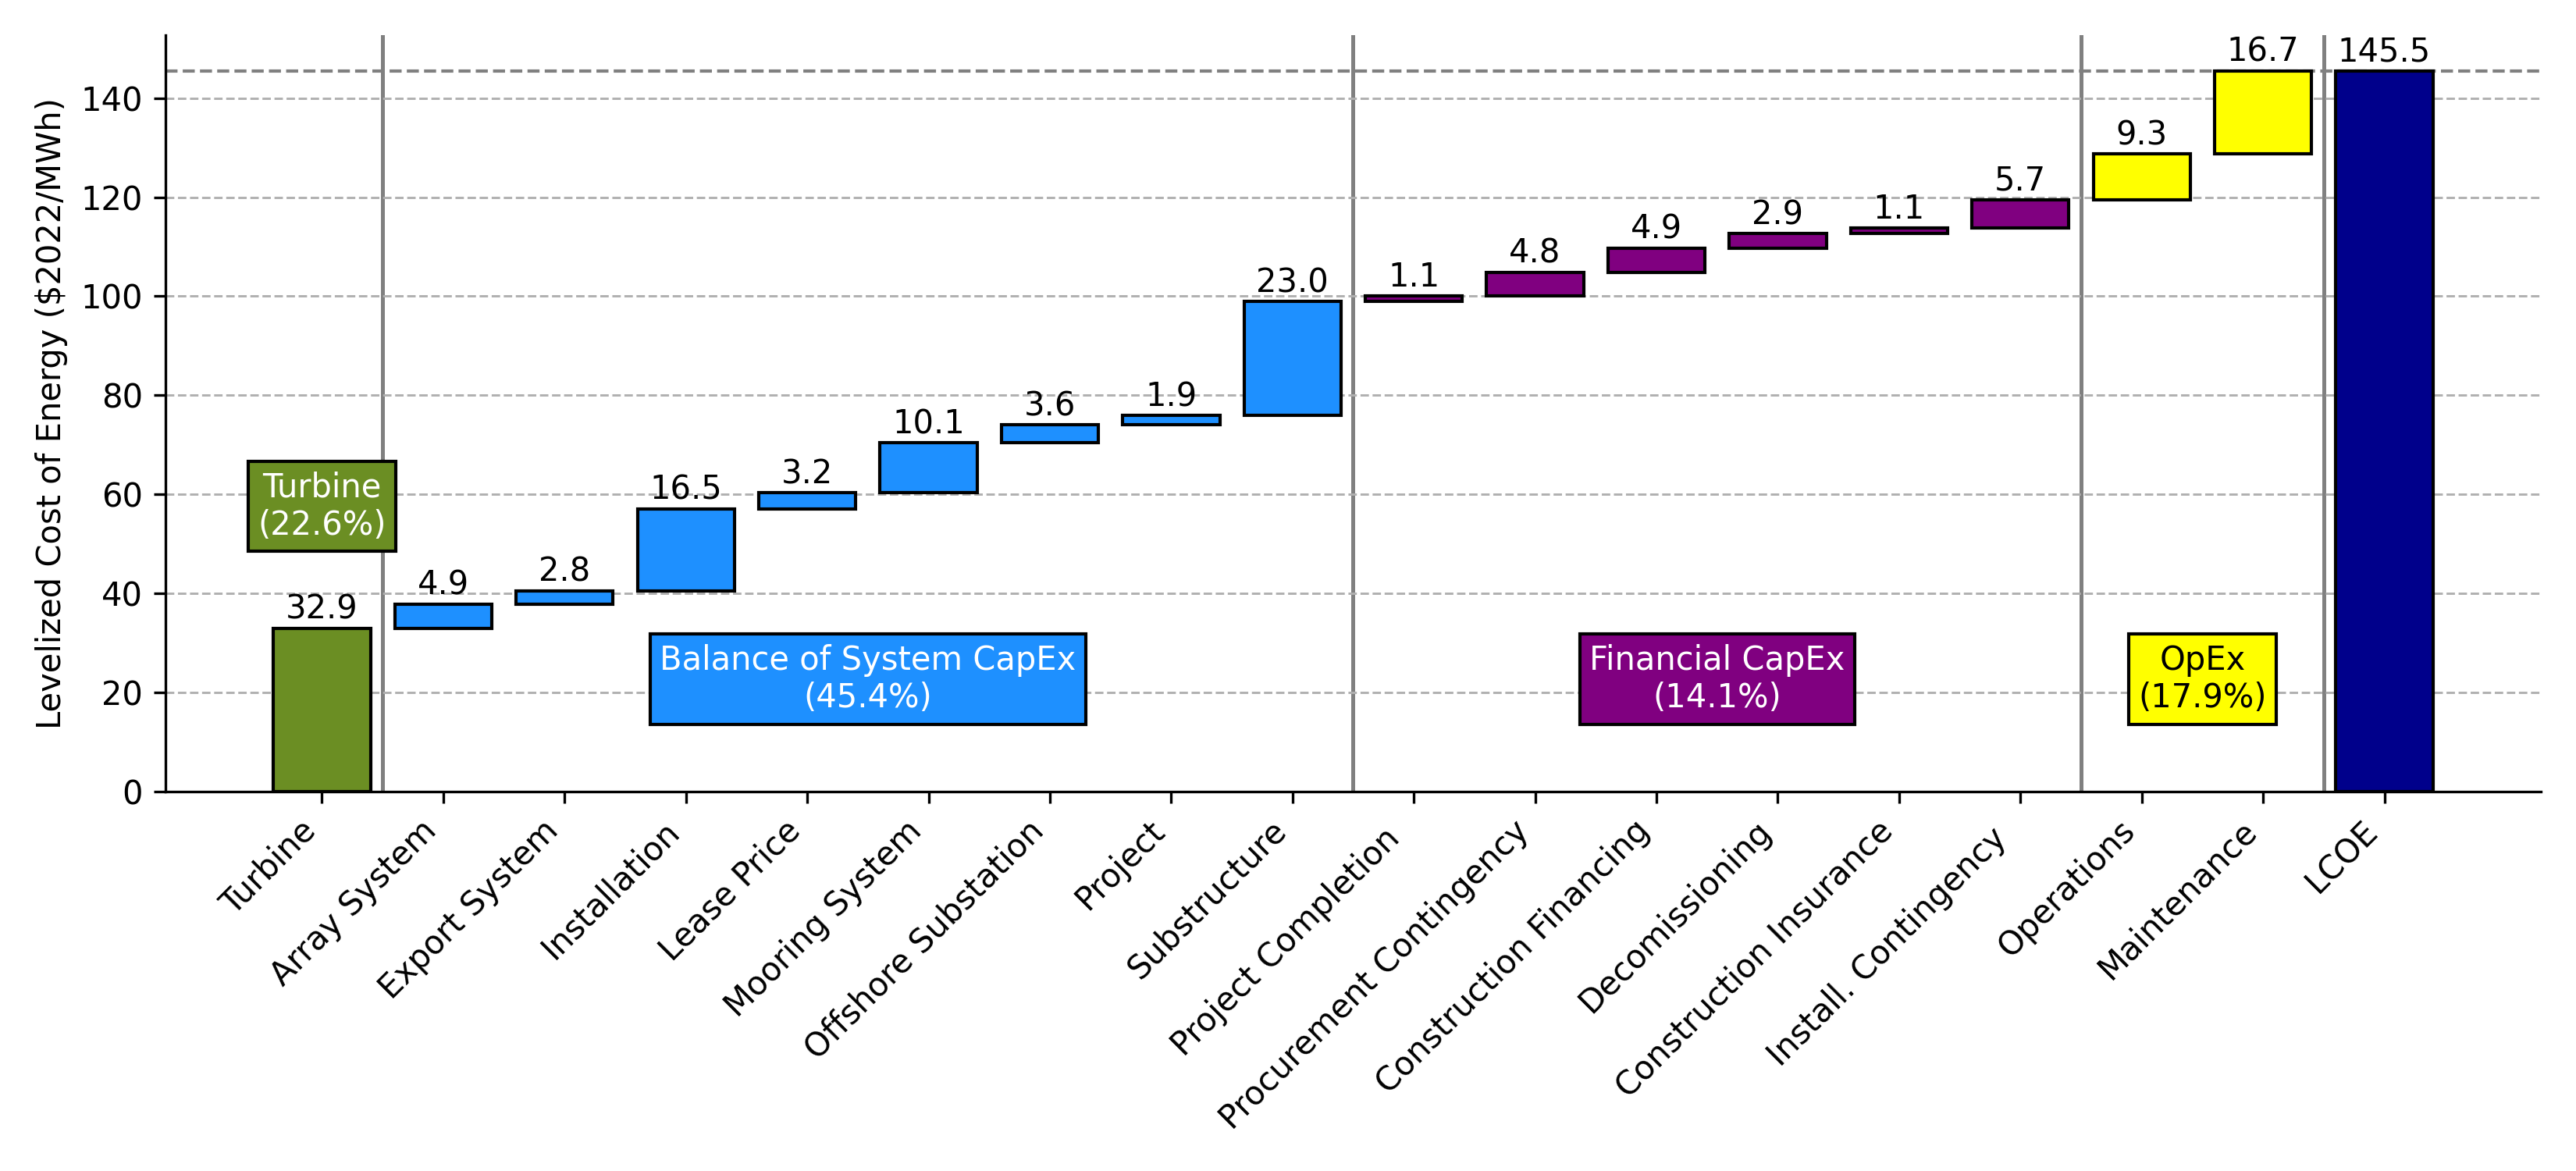 Levelized Cost of Energy ($2022/MWh)
140
120
100
80
60
40
20
0
Turbine
(22.6%)
32.9
4.9
2.8
16.5
3.2
10.1
3.6
1.9
23.0
1.1
4.8
4.9
2.9
1.1
5.7
9.3
16.7
145.5
Balance of System CapEx
(45.4%)
Financial CapEx
(14.1%)
OpEx
(17.9%)
Turbine
Array System
Export System
Installation
Lease Price
Mooring System
Offshore Substation
Project
Substructure
Project Completion
Procurement Contingency
Construction Financing
Decomissioning
Construction Insurance
Install. Contingency
Operations
Maintenance
LCOE